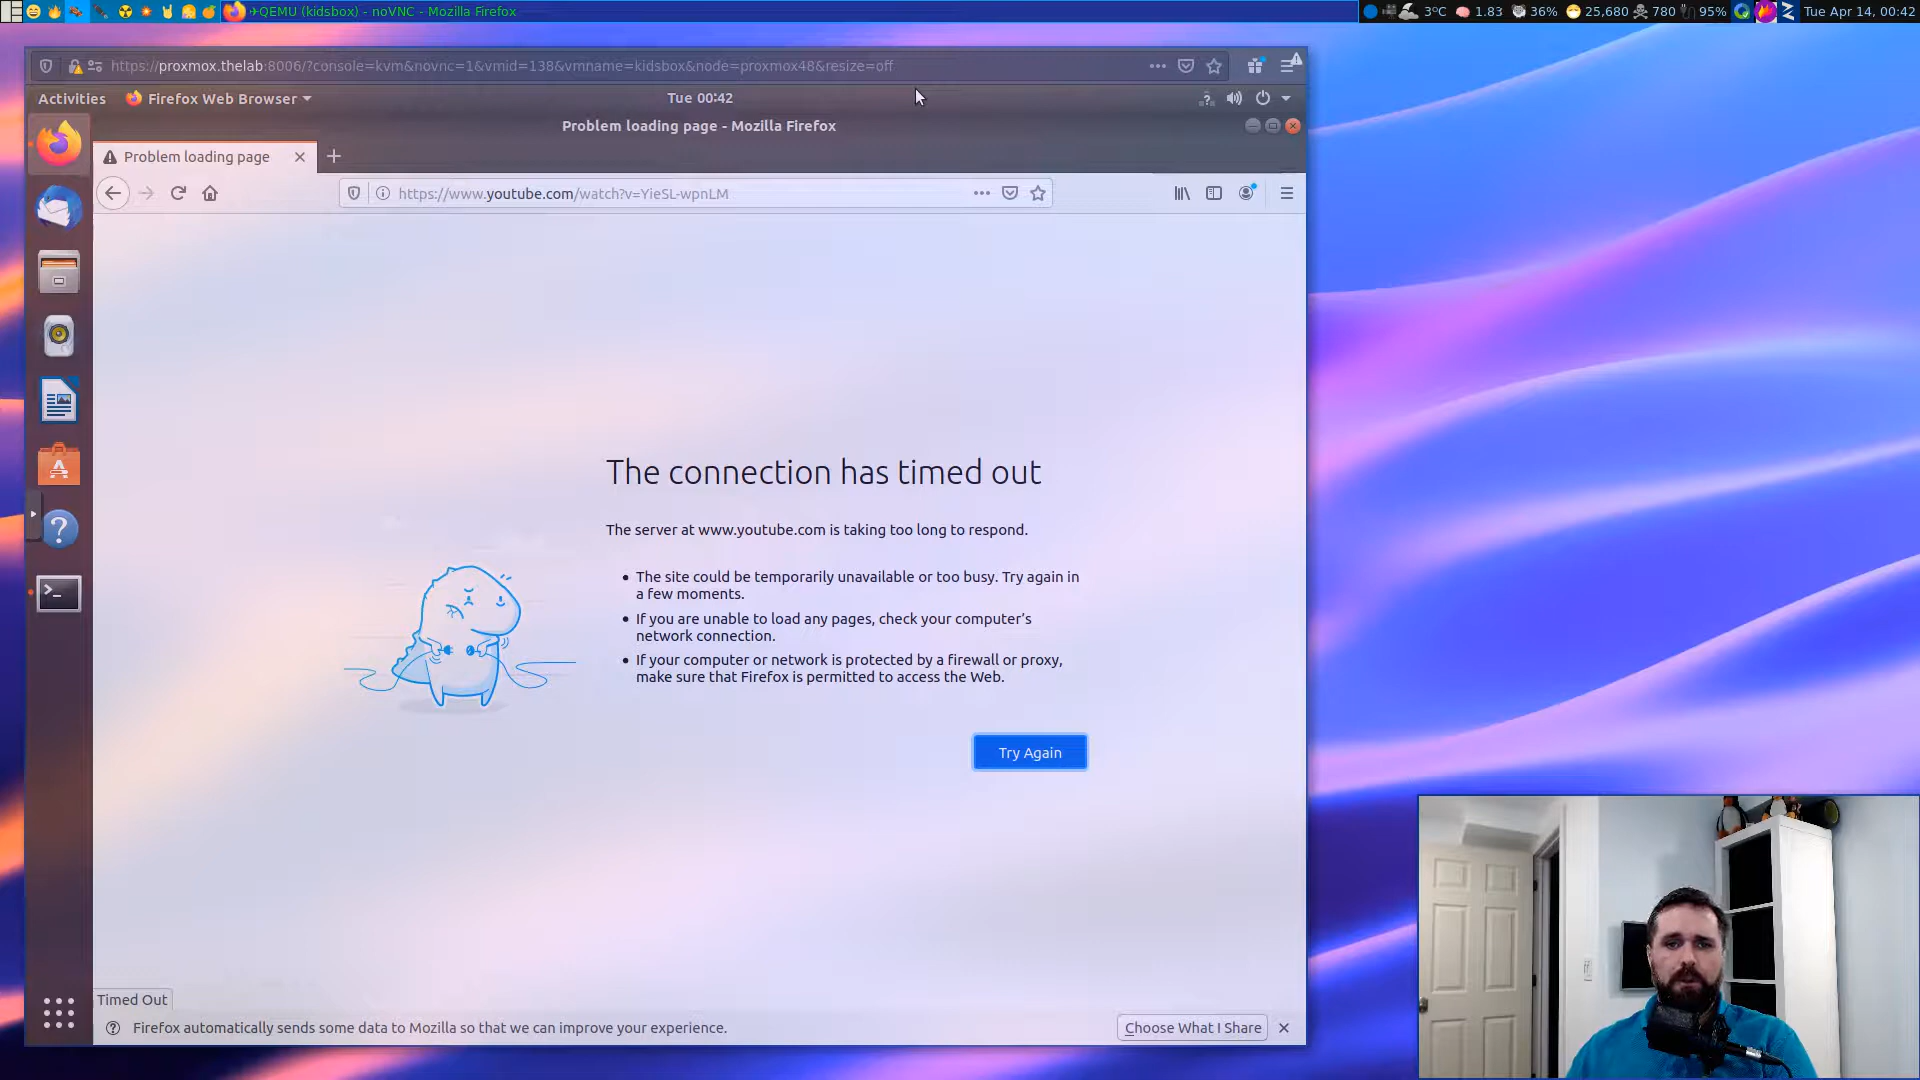 ✈QEMU (kidsbox) - noVNC - Mozilla Firefox
3°C 1.83 36% 25,680 780 95% Tue Apr 14, 00:42
https://proxmox.thelab:8006/?console=kvm&novnc=1&vmid=138&vmname=kidsbox&node=proxmox48&resize=off
Activities Firefox Web Browser Tue 00:42
Problem loading page - Mozilla Firefox
Problem loading page
https://www.youtube.com/watch?v=YieSL-wpnLM
The connection has timed out
The server at www.youtube.com is taking too long to respond.
• The site could be temporarily unavailable or too busy. Try again in
a few moments.
• If you are unable to load any pages, check your computer’s
network connection.
• If your computer or network is protected by a firewall or proxy,
make sure that Firefox is permitted to access the Web.
Try Again
Timed Out
Firefox automatically sends some data to Mozilla so that we can improve your experience.
Choose What I Share